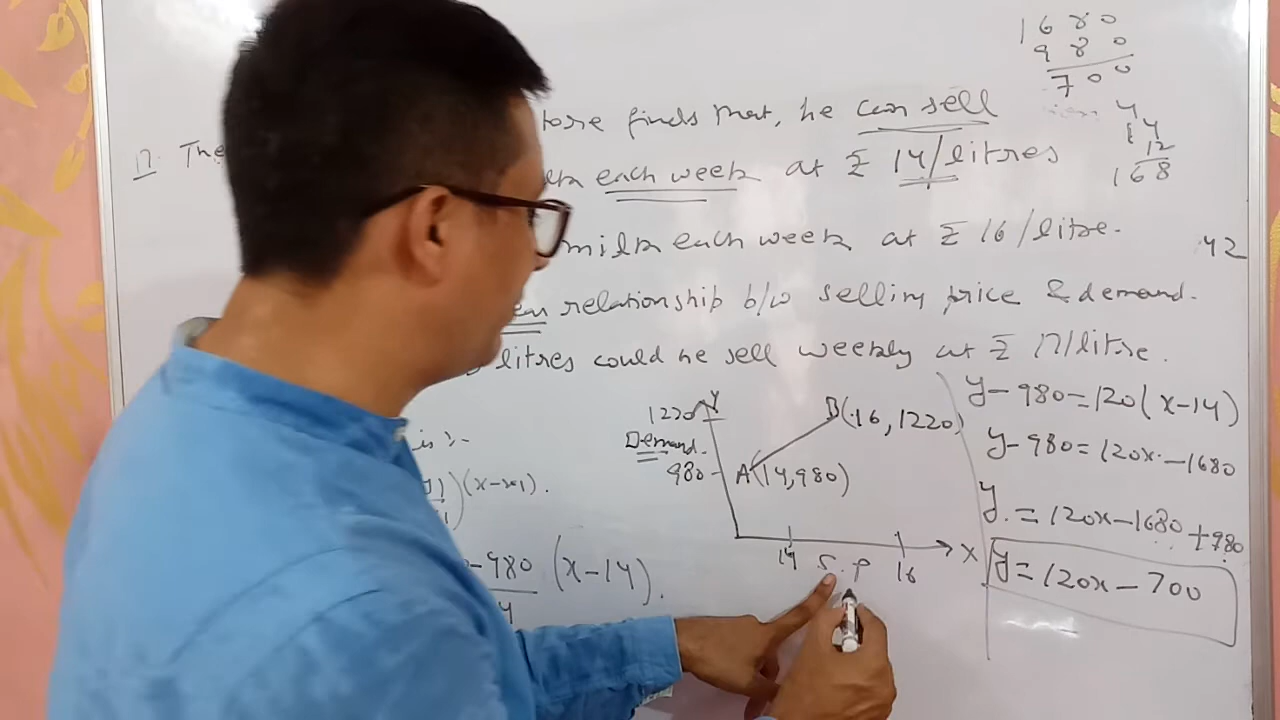 17. The
tore finds that, he can sell
each week at ₹ 14/litres
milk each week at ₹ 16/litre.
relationship b/w selling price & demand.
litres could he sell weekly at ₹ 17/litre.
1680
980
700
4
14
12
168
42
is :-
(x-x1).
-980 (x-14).
Y
1220
Demand
980
A(14,980)
B(16,1220)
14 S.P 16 X
y-980=120(x-14)
y-980=120x-1680
y=120x-1680+980
y=120x-700